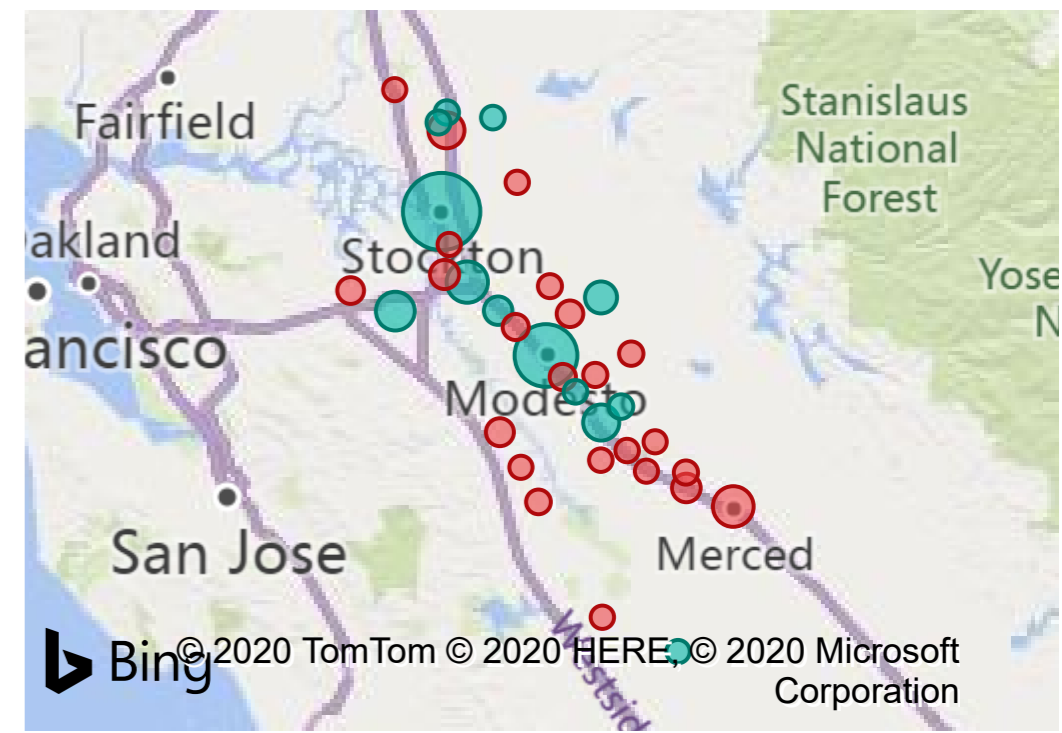 Fairfield
Stanislaus
National
Forest
akland
Stockton
Yose
N
ancisco
Modesto
San Jose
Merced
Westsid
Bing
© 2020 TomTom © 2020 HERE, © 2020 Microsoft
Corporation